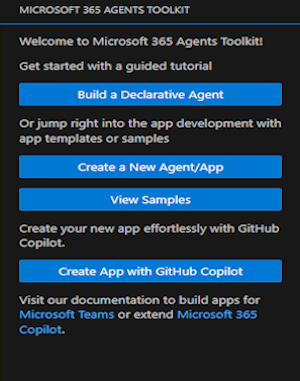 MICROSOFT 365 AGENTS TOOLKIT
Welcome to Microsoft 365 Agents Toolkit!
Get started with a guided tutorial
Build a Declarative Agent
Or jump right into the app development with
app templates or samples
Create a New Agent/App
View Samples
Create your new app effortlessly with GitHub
Copilot.
Create App with GitHub Copilot
Visit our documentation to build apps for
Microsoft Teams or extend Microsoft 365
Copilot.